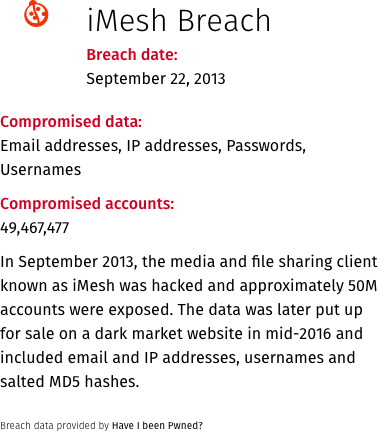 iMesh Breach
Breach date:
September 22, 2013
Compromised data:
Email addresses, IP addresses, Passwords,
Usernames
Compromised accounts:
49,467,477
In September 2013, the media and file sharing client
known as iMesh was hacked and approximately 50M
accounts were exposed. The data was later put up
for sale on a dark market website in mid-2016 and
included email and IP addresses, usernames and
salted MD5 hashes.
Breach data provided by Have I been Pwned?